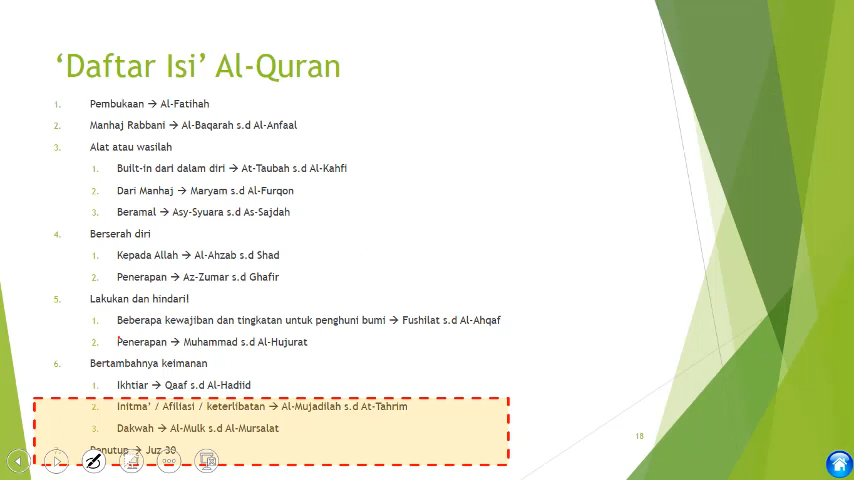 ‘Daftar Isi’ Al-Quran
1. Pembukaan → Al-Fatihah
2. Manhaj Rabbani → Al-Baqarah s.d Al-Anfaal
3. Alat atau wasilah
1. Built-in dari dalam diri → At-Taubah s.d Al-Kahfi
2. Dari Manhaj → Maryam s.d Al-Furqon
3. Beramal → Asy-Syuara s.d As-Sajdah
4. Berserah diri
1. Kepada Allah → Al-Ahzab s.d Shad
2. Penerapan → Az-Zumar s.d Ghafir
5. Lakukan dan hindari!
1. Beberapa kewajiban dan tingkatan untuk penghuni bumi → Fushilat s.d Al-Ahqaf
2. Penerapan → Muhammad s.d Al-Hujurat
6. Bertambahnya keimanan
1. Ikhtiar → Qaaf s.d Al-Hadiid
2. Initma’ / Afiliasi / keterlibatan → Al-Mujadilah s.d At-Tahrim
3. Dakwah → Al-Mulk s.d Al-Mursalat
7. Penutup → Juz 30
18